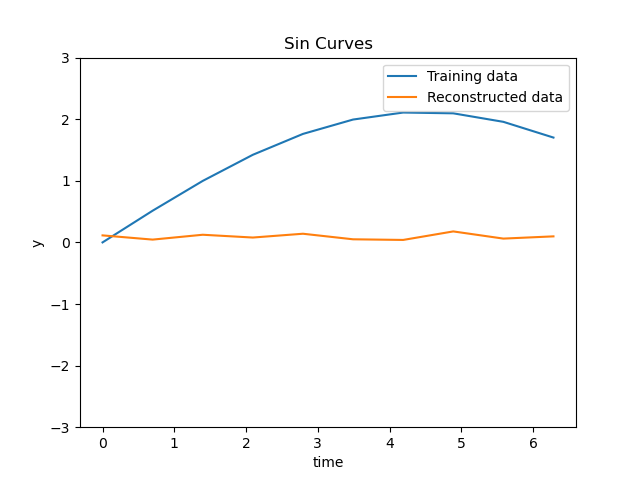 Sin Curves
Training data
Reconstructed data
3
2
1
0
−1
−2
−3
y
0 1 2 3 4 5 6
time